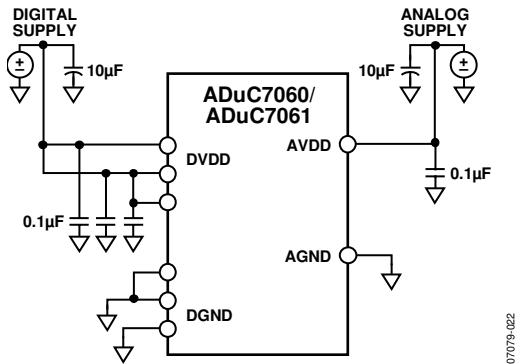 DIGITAL
SUPPLY
ANALOG
SUPPLY
10µF
10µF
ADuC7060/
ADuC7061
DVDD
AVDD
0.1µF
0.1µF
AGND
DGND
07079-022